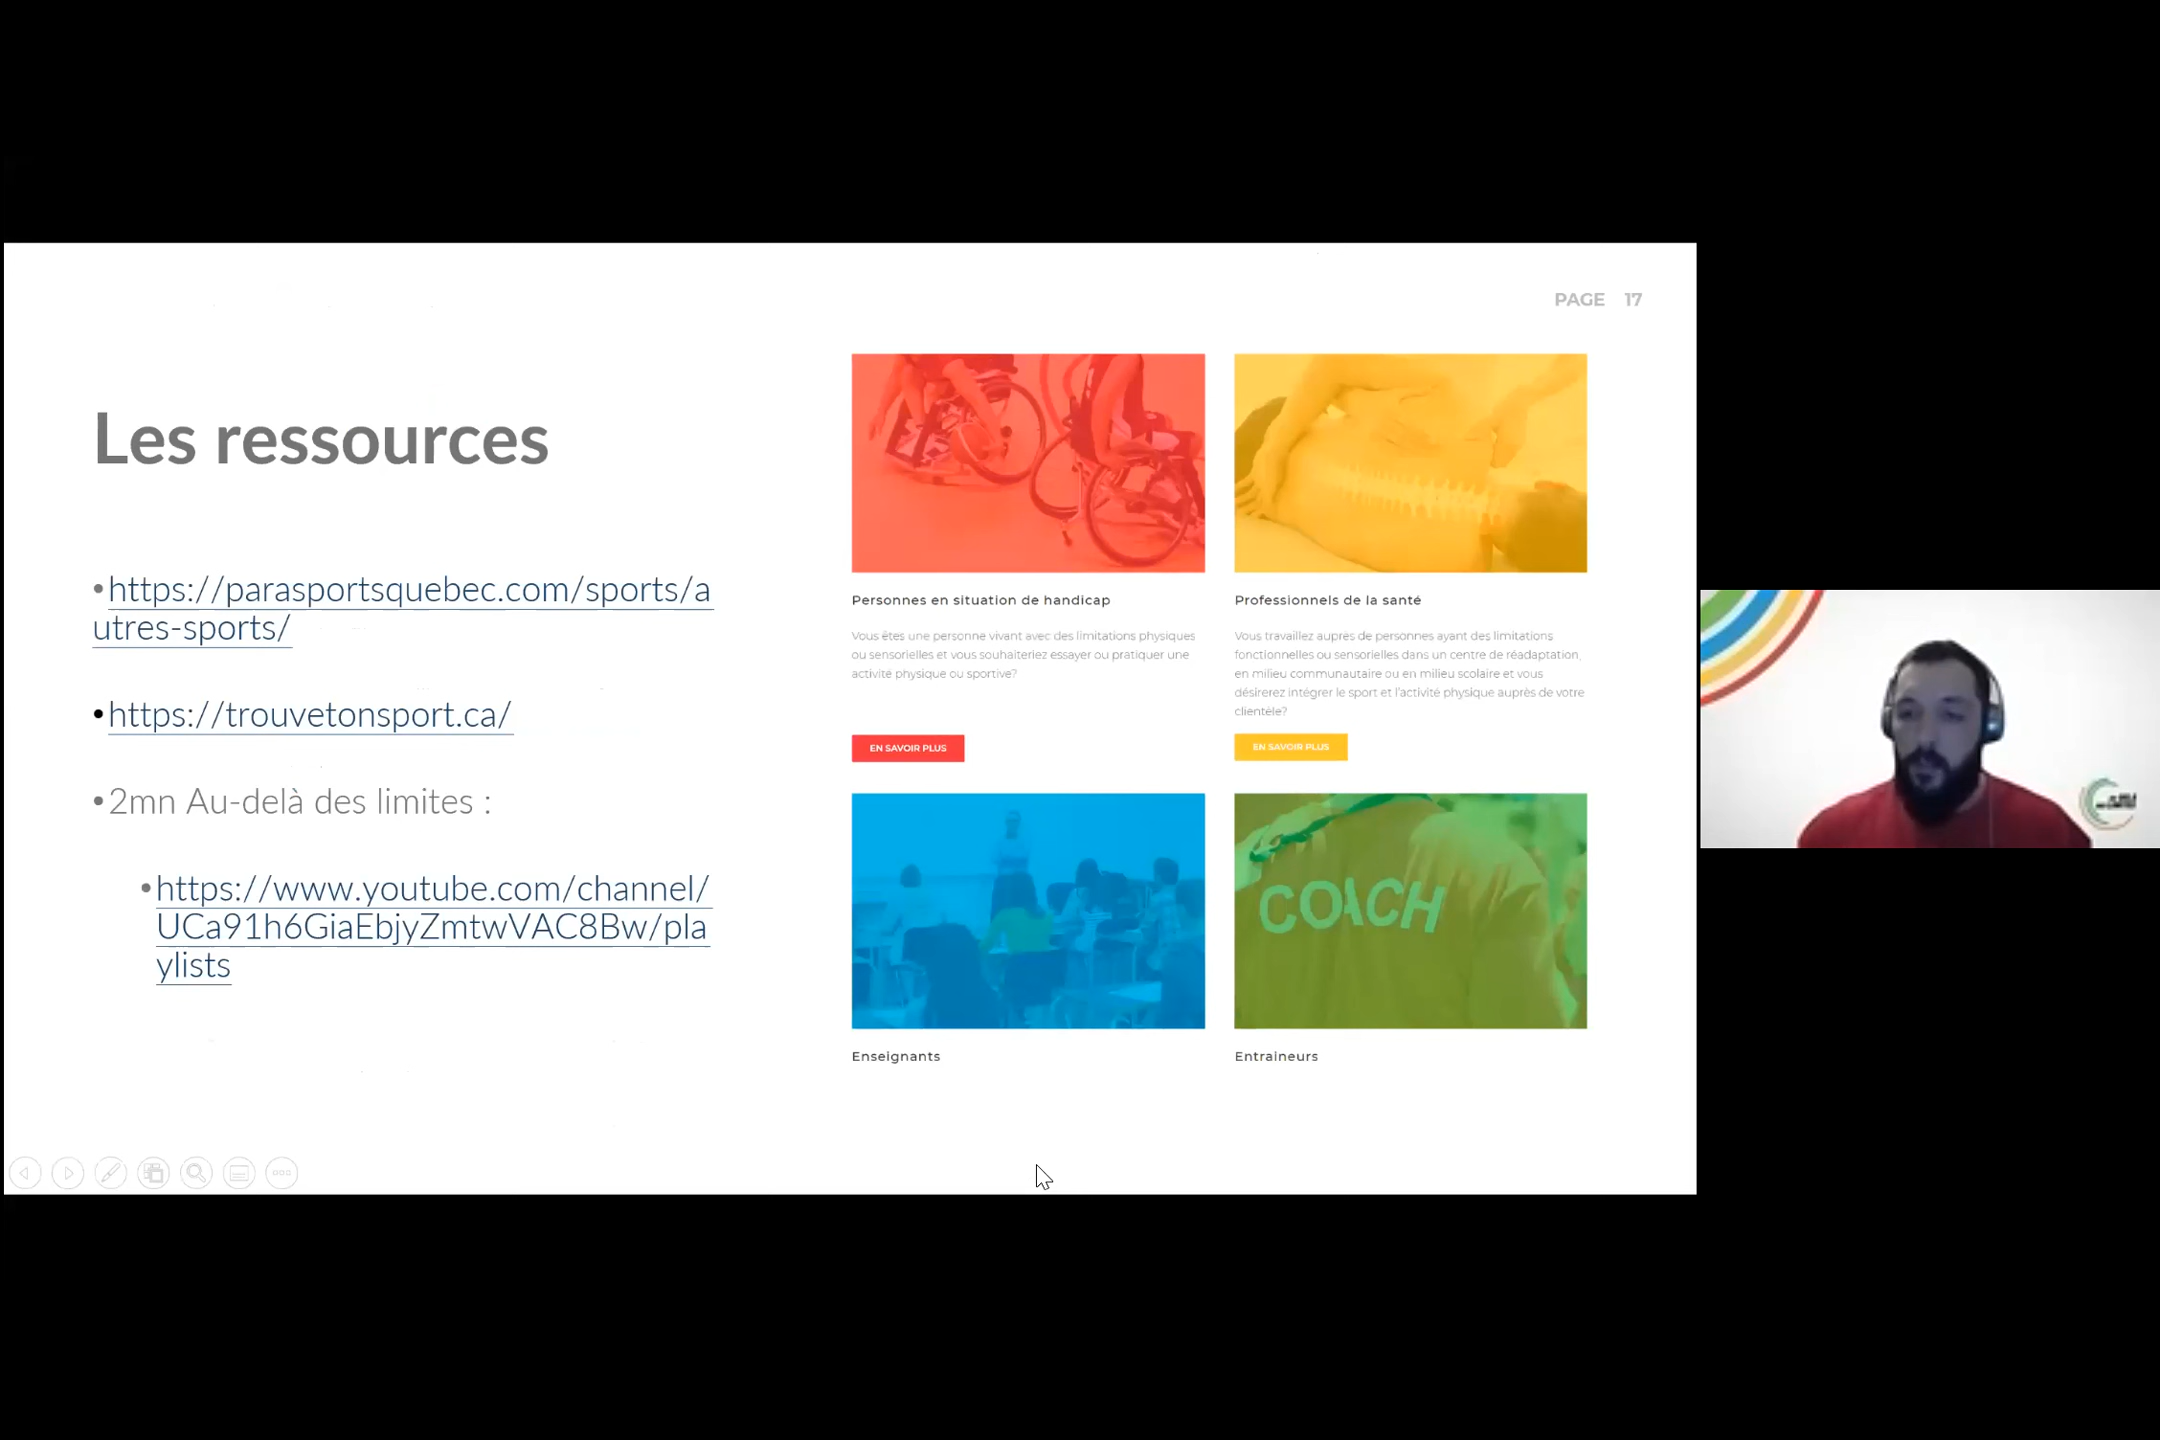 PAGE 17
Les ressources
•https://parasportsquebec.com/sports/a
utres-sports/
•https://trouvetonsport.ca/
•2mn Au-delà des limites :
•https://www.youtube.com/channel/
UCa91h6GiaEbjyZmtwVAC8Bw/pla
ylists
Personnes en situation de handicap
Vous êtes une personne vivant avec des limitations physiques
ou sensorielles et vous souhaiteriez essayer ou pratiquer une
activité physique ou sportive?
EN SAVOIR PLUS
Professionnels de la santé
Vous travaillez auprès de personnes ayant des limitations
fonctionnelles ou sensorielles dans un centre de réadaptation,
en milieu communautaire ou en milieu scolaire et vous
désirerez intégrer le sport et l'activité physique auprès de votre
clientèle?
EN SAVOIR PLUS
Enseignants
COACH
Entraineurs